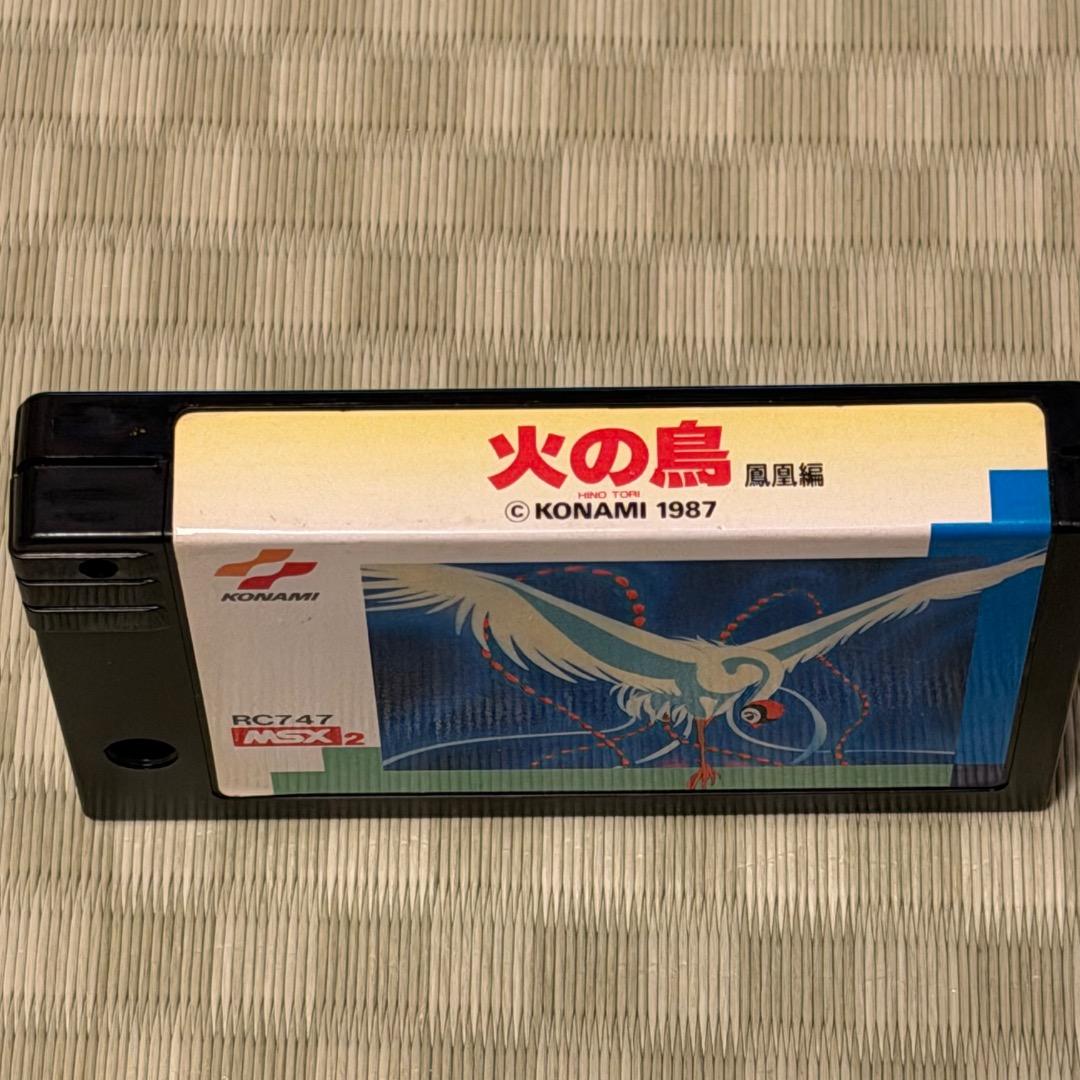 火の鳥 鳳凰編
HINO TORI
© KONAMI 1987
KONAMI
RC747
MSX 2